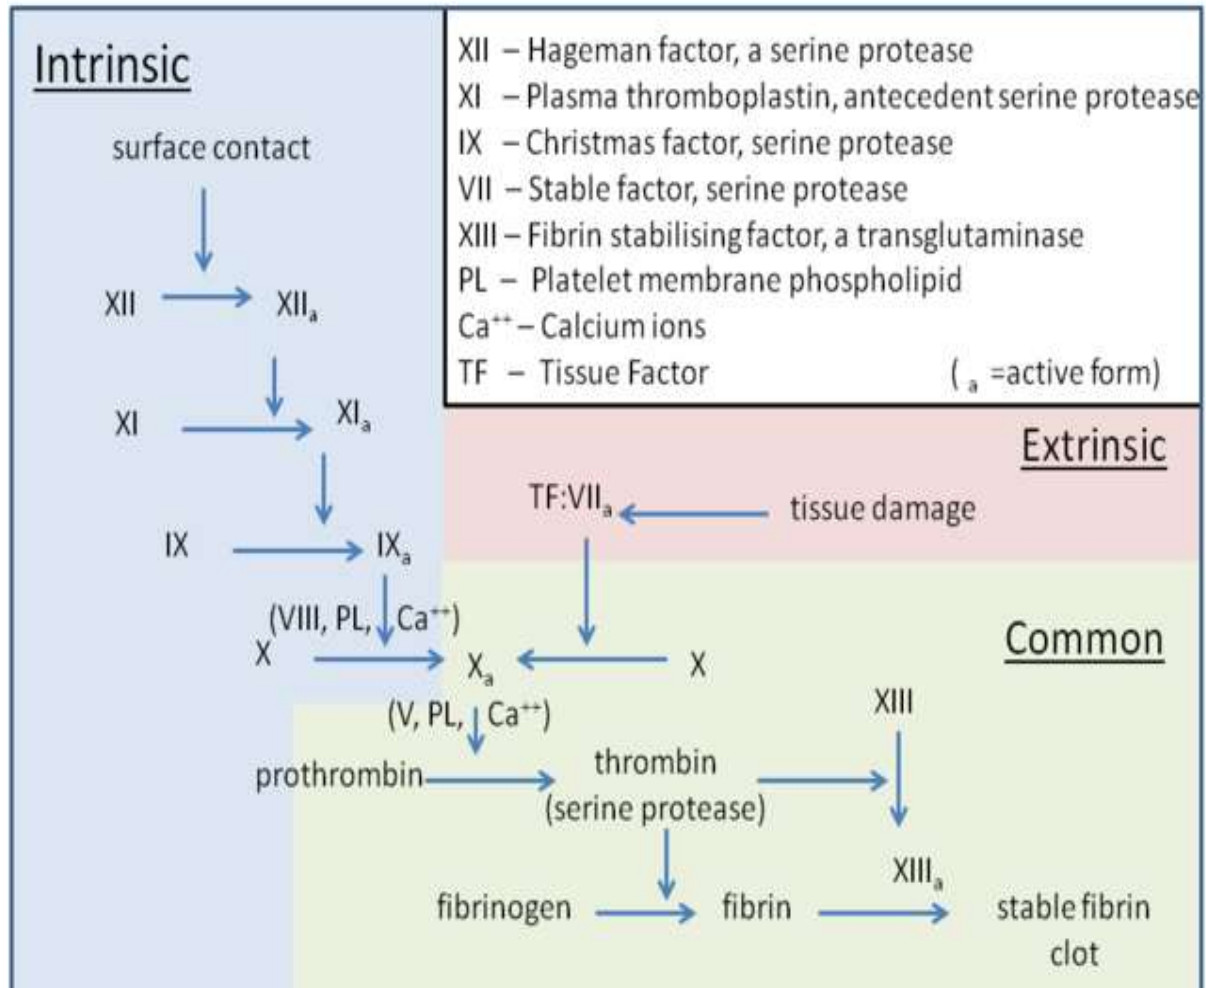 Intrinsic
surface contact
XII
XIIₐ
XI
XIₐ
IX
IXₐ
(VIII, PL, Ca⁺⁺)
X
XII – Hageman factor, a serine protease
XI – Plasma thromboplastin, antecedent serine protease
IX – Christmas factor, serine protease
VII – Stable factor, serine protease
XIII – Fibrin stabilising factor, a transglutaminase
PL – Platelet membrane phospholipid
Ca⁺⁺ – Calcium ions
TF – Tissue Factor ( ₐ =active form)
Extrinsic
TF:VIIₐ
tissue damage
Common
Xₐ
X
(V, PL, Ca⁺⁺)
XIII
prothrombin
thrombin
(serine protease)
XIIIₐ
fibrinogen
fibrin
stable fibrin
clot